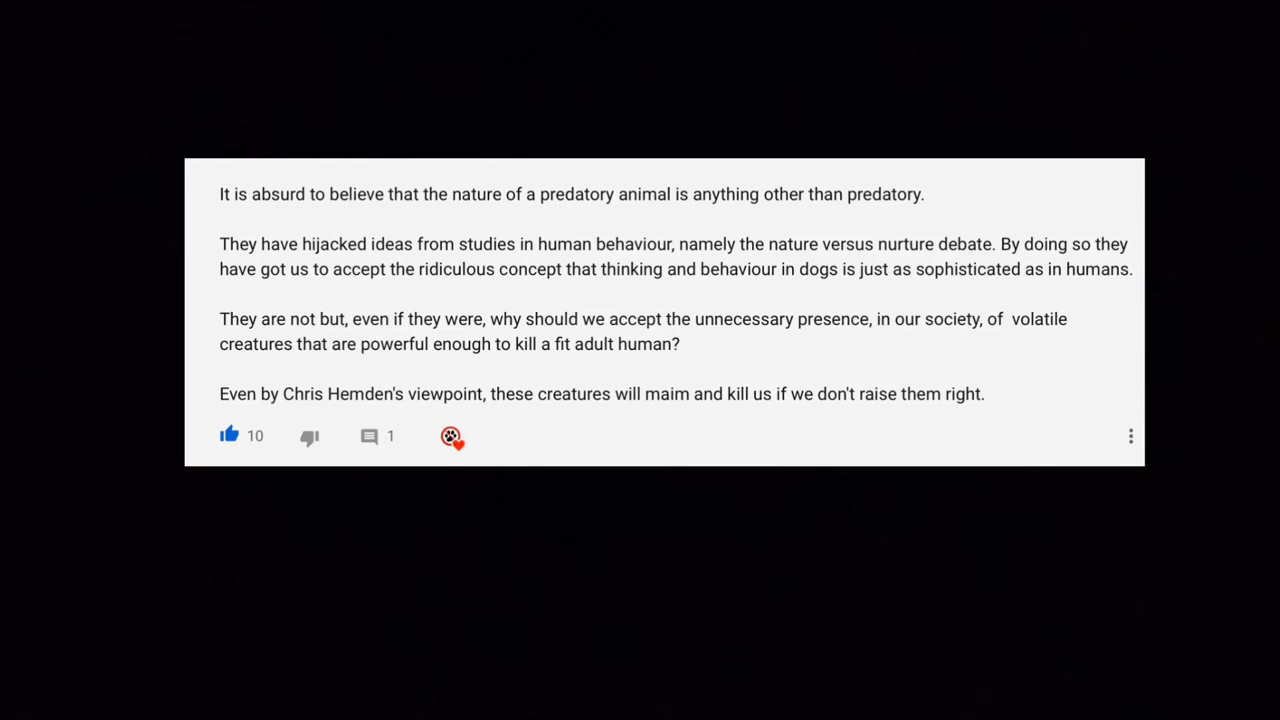 It is absurd to believe that the nature of a predatory animal is anything other than predatory.
They have hijacked ideas from studies in human behaviour, namely the nature versus nurture debate. By doing so they
have got us to accept the ridiculous concept that thinking and behaviour in dogs is just as sophisticated as in humans.
They are not but, even if they were, why should we accept the unnecessary presence, in our society, of  volatile
creatures that are powerful enough to kill a fit adult human?
Even by Chris Hemden's viewpoint, these creatures will maim and kill us if we don't raise them right.
10 1